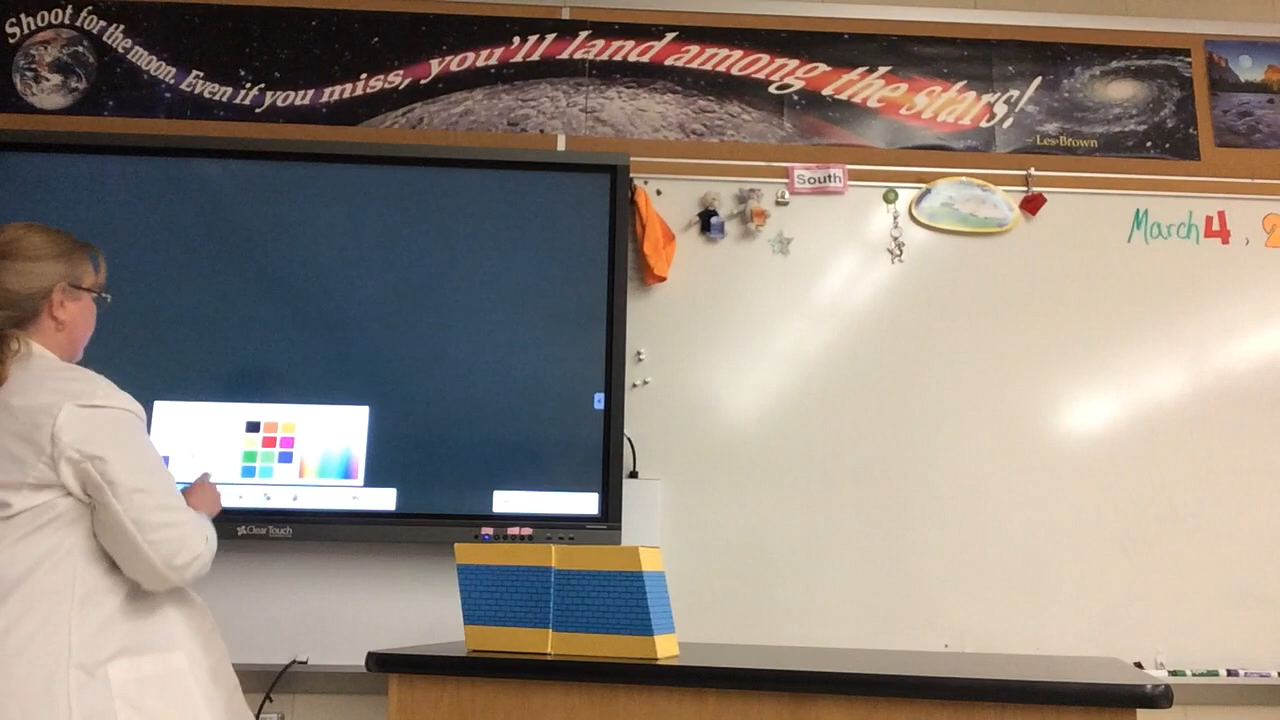 Shoot for the moon. Even if you miss, you'll land among the stars!
Les Brown
South
March 4,
ClearTouch